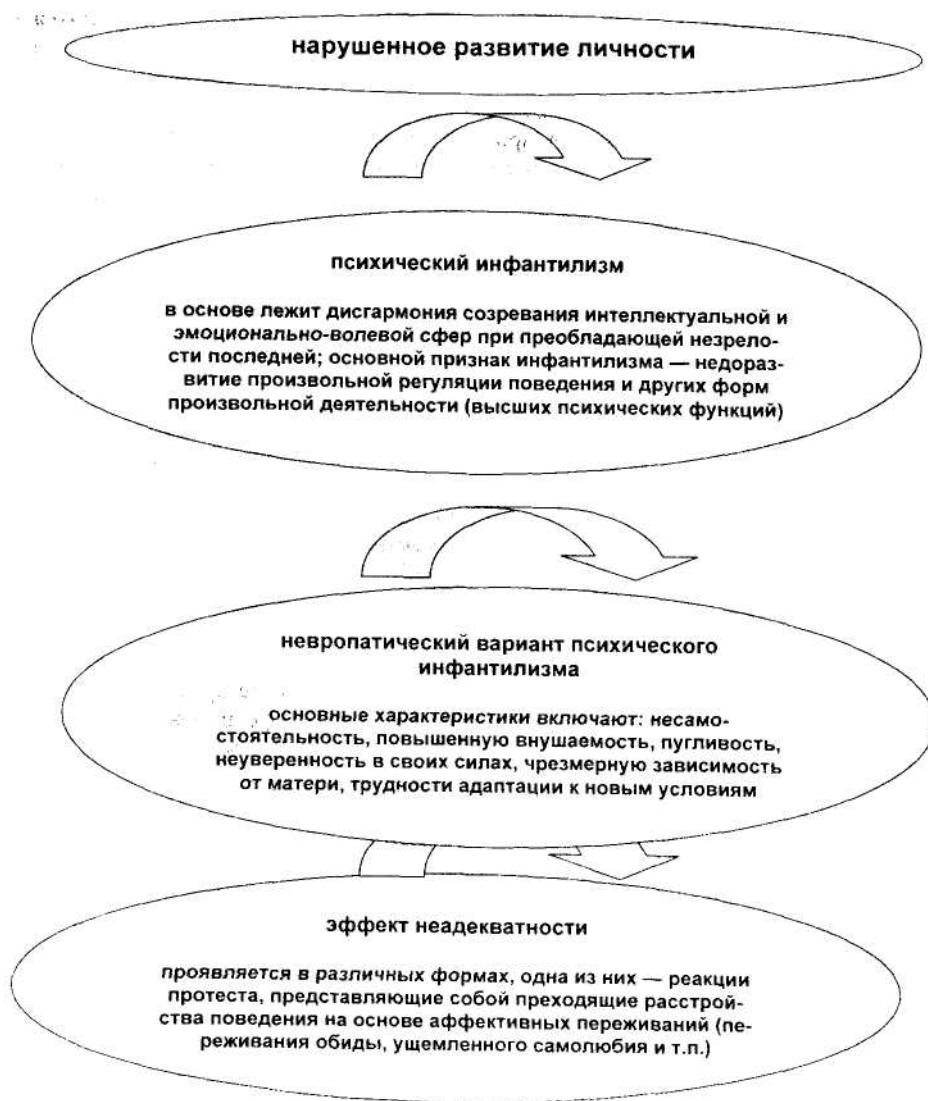 нарушенное развитие личности
психический инфантилизм
в основе лежит дисгармония созревания интеллектуальной и
эмоционально-волевой сфер при преобладающей незрело-
сти последней; основной признак инфантилизма — недораз-
витие произвольной регуляции поведения и других форм
произвольной деятельности (высших психических функций)
невропатический вариант психического
инфантилизма
основные характеристики включают: несамо-
стоятельность, повышенную внушаемость, пугливость,
неуверенность в своих силах, чрезмерную зависимость
от матери, трудности адаптации к новым условиям
эффект неадекватности
проявляется в различных формах, одна из них — реакции
протеста, представляющие собой преходящие расстрой-
ства поведения на основе аффективных переживаний (пе-
реживания обиды, ущемленного самолюбия и т.п.)